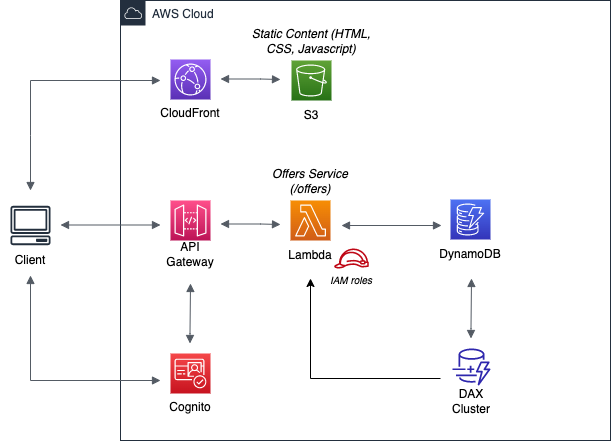 AWS Cloud
Static Content (HTML,
CSS, Javascript)
CloudFront
S3
Offers Service
(/offers)
Client
API
Gateway
Lambda
IAM roles
DynamoDB
Cognito
DAX
Cluster